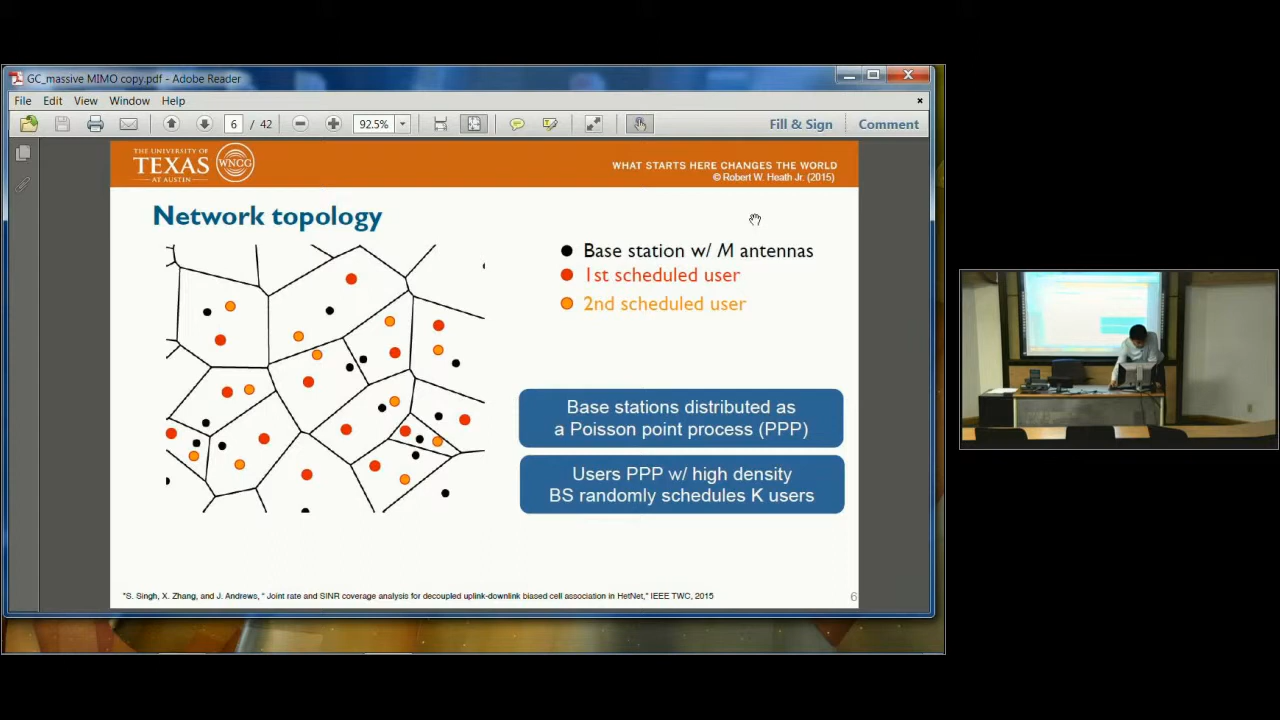 GC_massive MIMO copy.pdf - Adobe Reader
File Edit View Window Help
6 / 42 92.5% Fill & Sign Comment
THE UNIVERSITY OF
TEXAS
AT AUSTIN
WNCG
WHAT STARTS HERE CHANGES THE WORLD
© Robert W. Heath Jr. (2015)
Network topology
Base station w/ M antennas
1st scheduled user
2nd scheduled user
Base stations distributed as
a Poisson point process (PPP)
Users PPP w/ high density
BS randomly schedules K users
*S. Singh, X. Zhang, and J. Andrews, “ Joint rate and SINR coverage analysis for decoupled uplink-downlink biased cell association in HetNet,” IEEE TWC, 2015
6